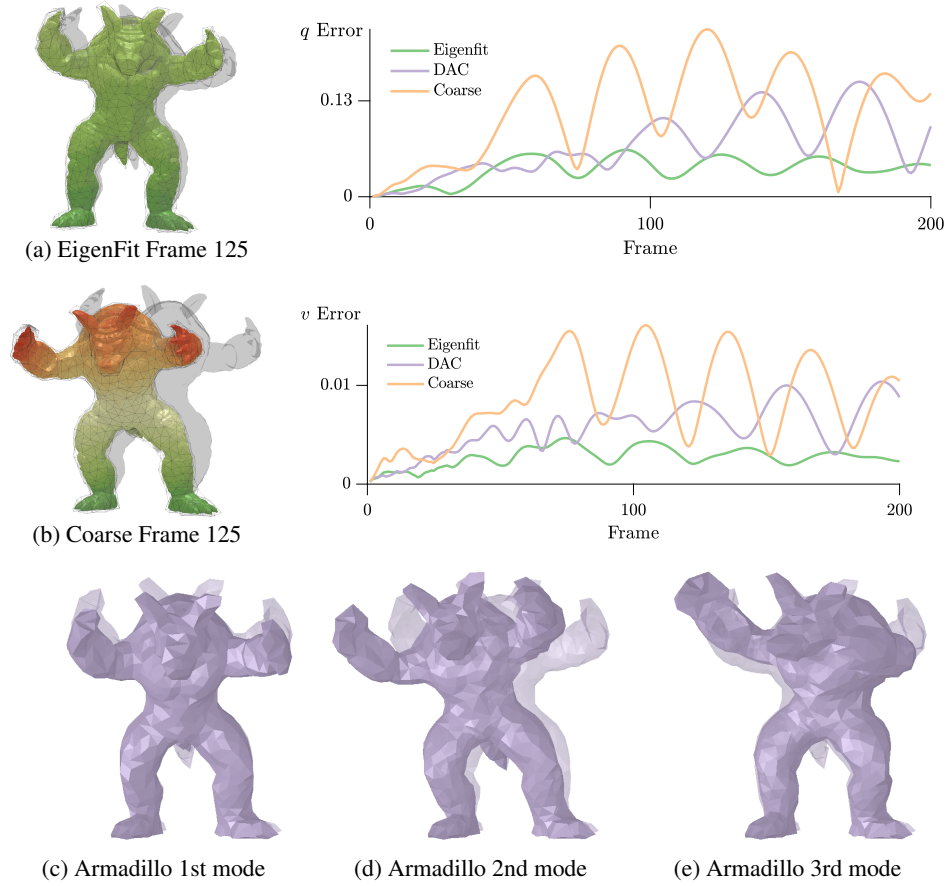 q Error
Eigenfit
DAC
Coarse
0.13
0
0
100
200
Frame
(a) EigenFit Frame 125
v Error
Eigenfit
DAC
Coarse
0.01
0
0
100
200
Frame
(b) Coarse Frame 125
(c) Armadillo 1st mode
(d) Armadillo 2nd mode
(e) Armadillo 3rd mode